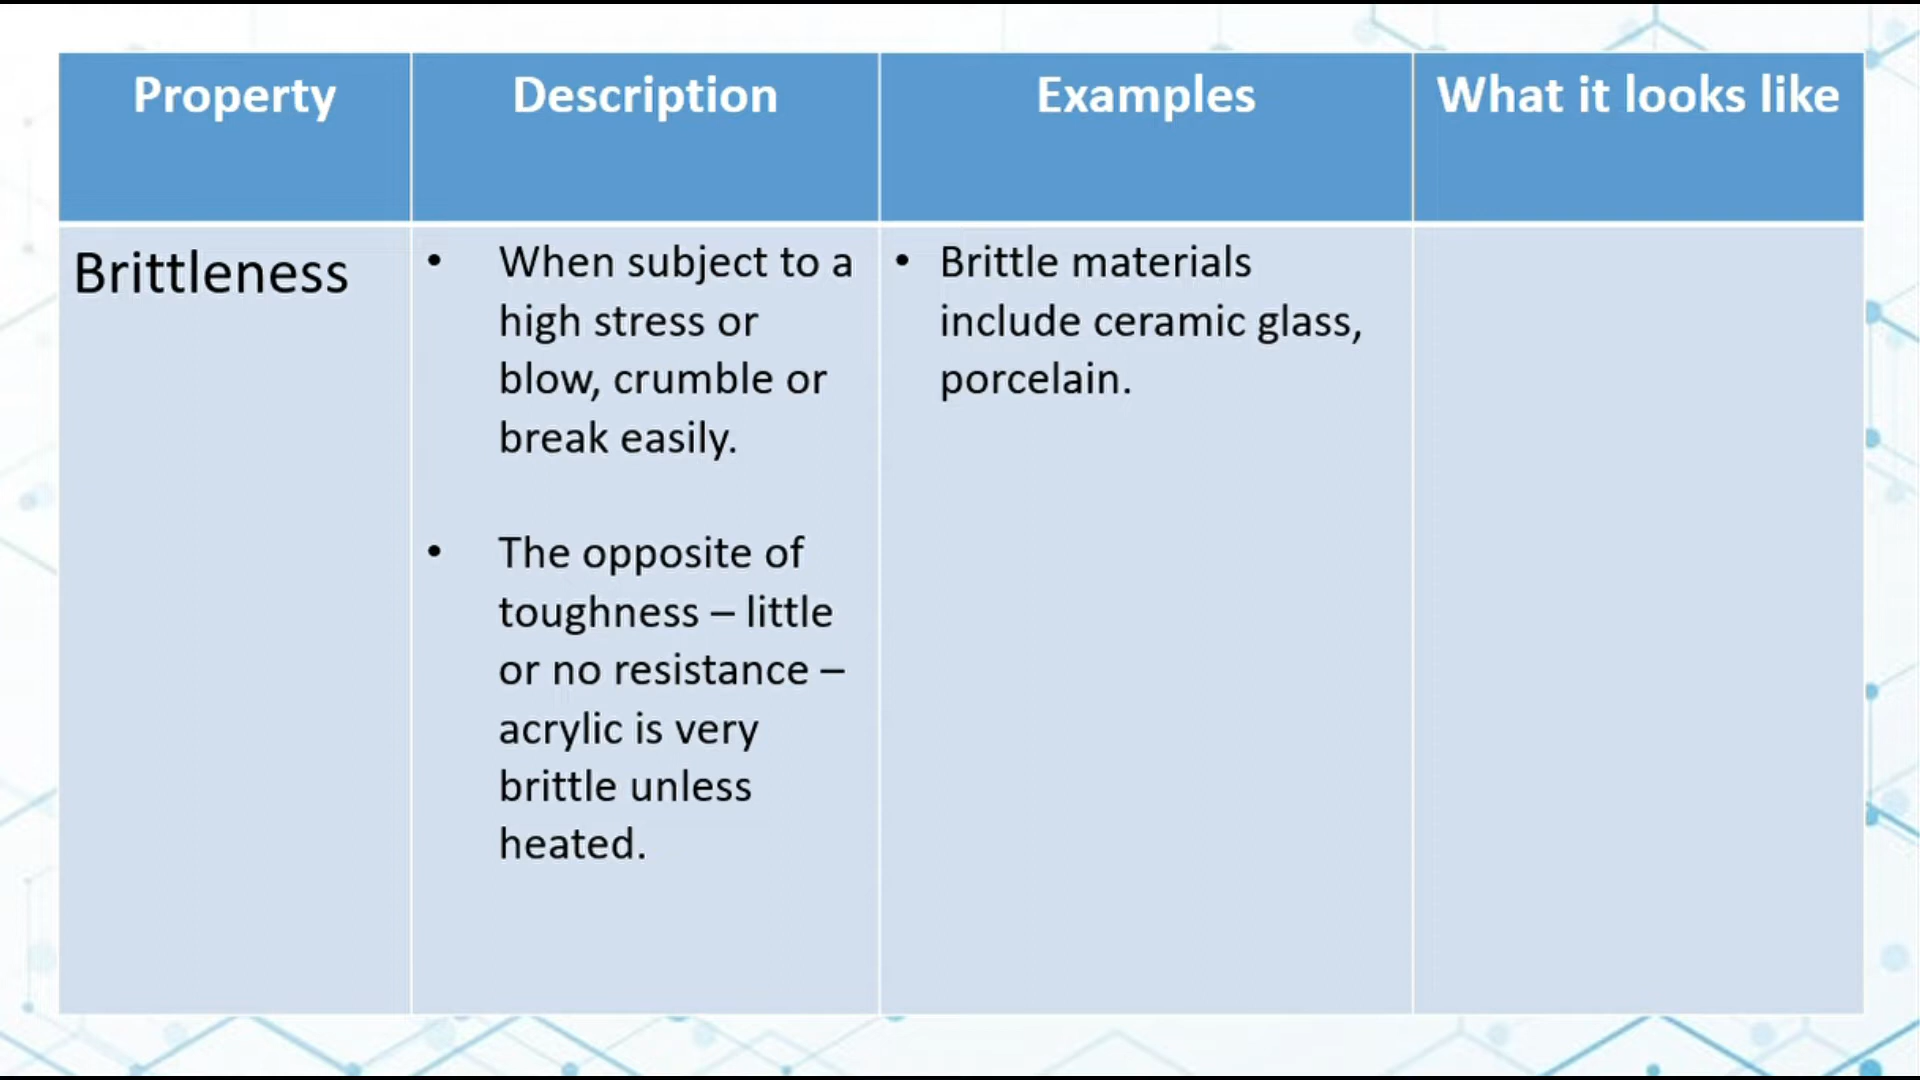 Property
Description
Examples
What it looks like
Brittleness
• When subject to a
high stress or
blow, crumble or
break easily.
• The opposite of
toughness – little
or no resistance –
acrylic is very
brittle unless
heated.
• Brittle materials
include ceramic glass,
porcelain.